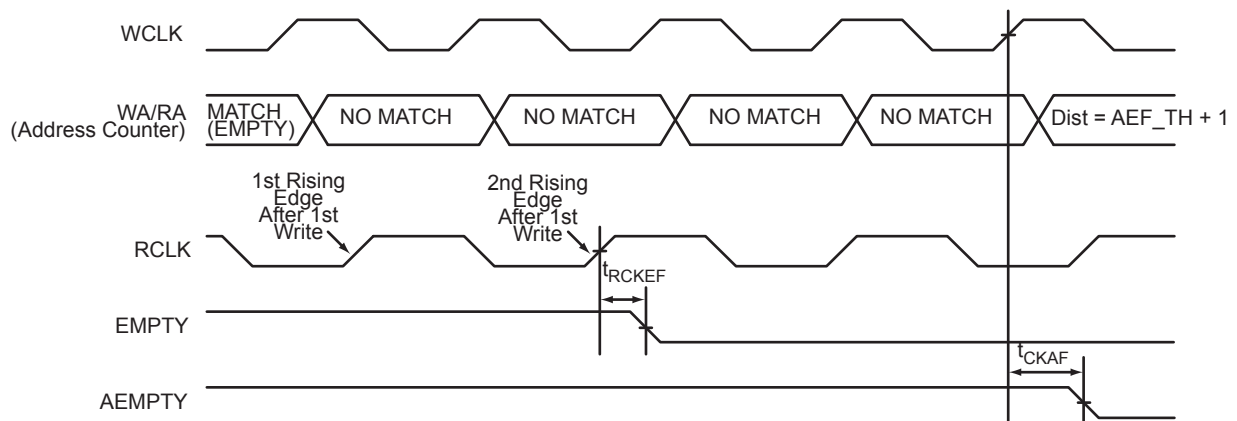 WCLK
WA/RA
(Address Counter)
MATCH
(EMPTY)
NO MATCH
NO MATCH
NO MATCH
NO MATCH
Dist = AEF_TH + 1
1st Rising
Edge
After 1st
Write
2nd Rising
Edge
After 1st
Write
RCLK
tRCKEF
EMPTY
tCKAF
AEMPTY